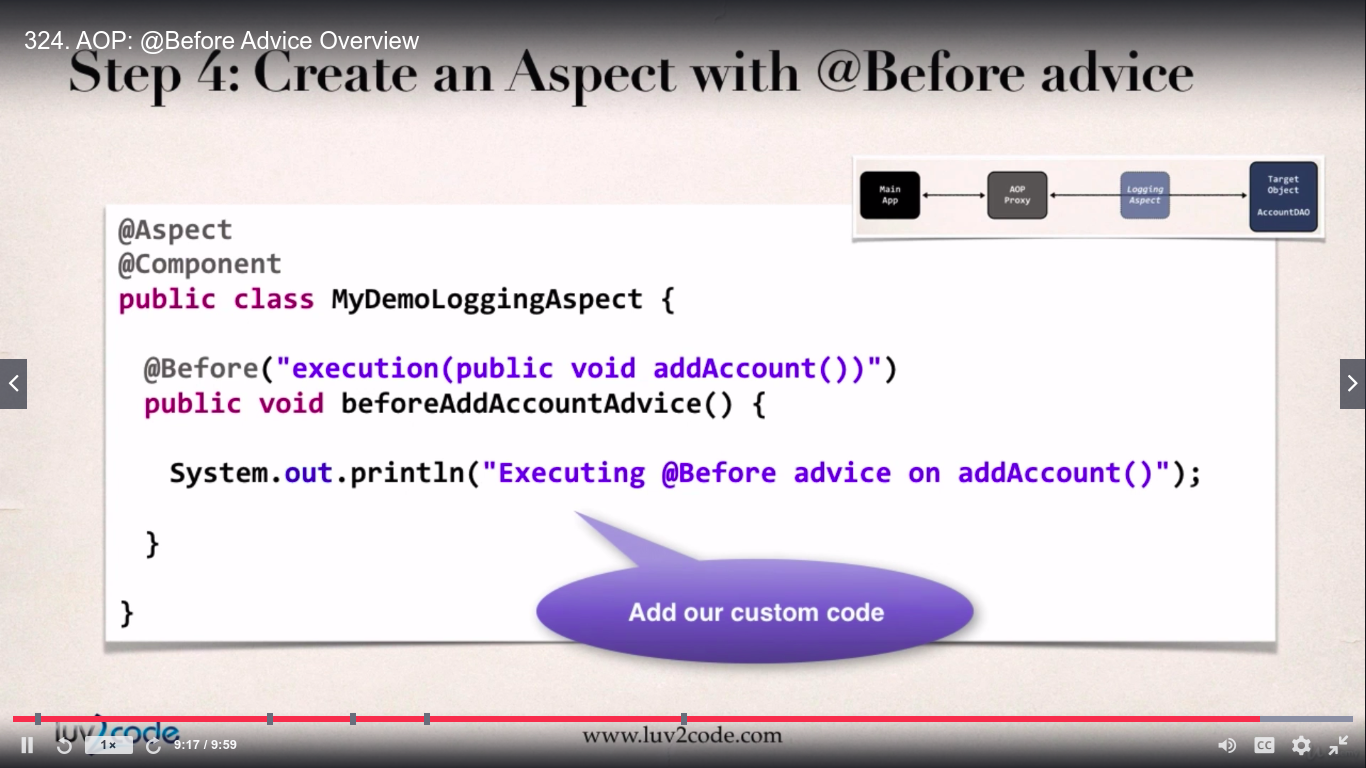 324. AOP: @Before Advice Overview
Step 4: Create an Aspect with @Before advice
Main
App
AOP
Proxy
Logging
Aspect
Target
Object
AccountDAO
@Aspect
@Component
public class MyDemoLoggingAspect {
@Before("execution(public void addAccount())")
public void beforeAddAccountAdvice() {
System.out.println("Executing @Before advice on addAccount()");
}
}
Add our custom code
luv2code
www.luv2code.com
1×
9:17 / 9:59
CC